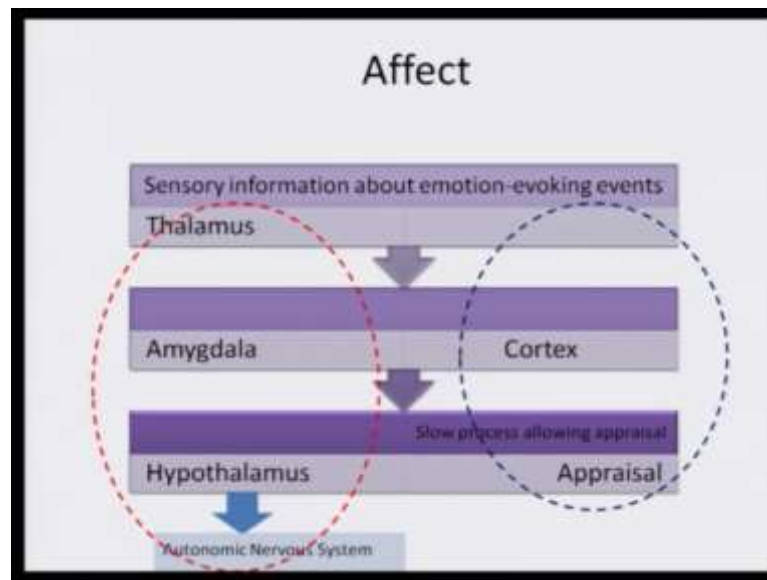 Affect
Sensory information about emotion-evoking events
Thalamus
Amygdala Cortex
Slow process allowing appraisal
Hypothalamus Appraisal
Autonomic Nervous System